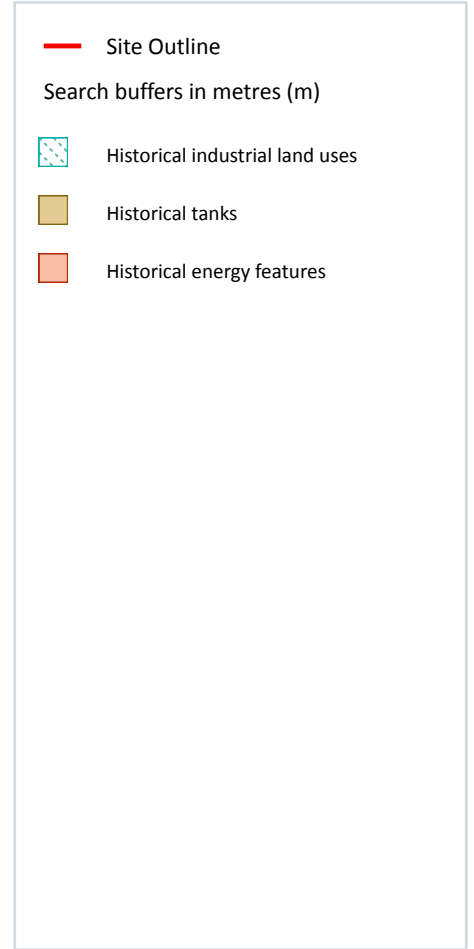 Site Outline
Search buffers in metres (m)
Historical industrial land uses
Historical tanks
Historical energy features